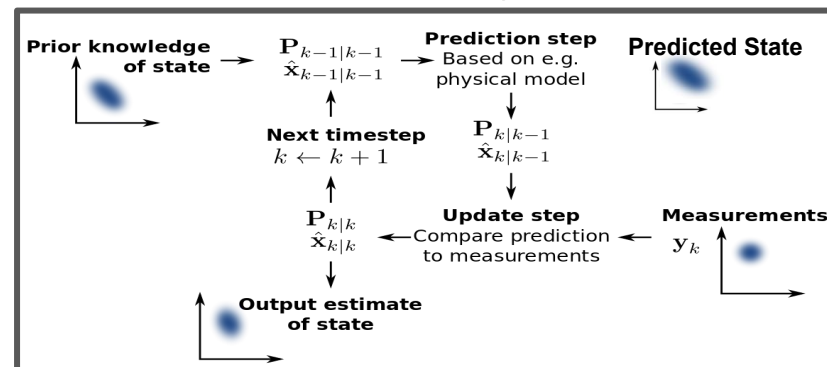 Prior knowledge
of state
P_{k−1|k−1}
x̂_{k−1|k−1}
Prediction step
Based on e.g.
physical model
Predicted State
P_{k|k−1}
x̂_{k|k−1}
Next timestep
k ← k + 1
P_{k|k}
x̂_{k|k}
Update step
Compare prediction
to measurements
Measurements
y_k
Output estimate
of state